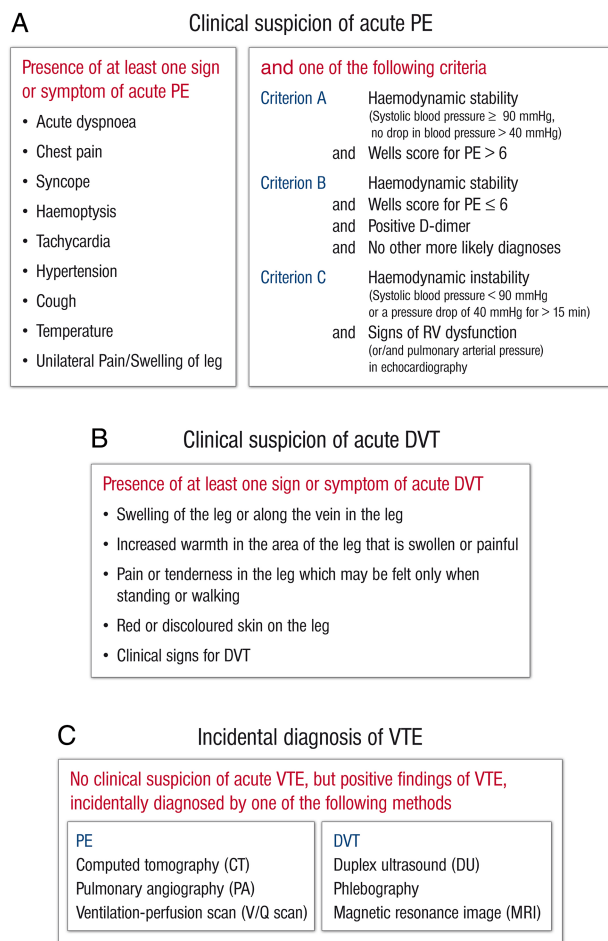 A
Clinical suspicion of acute PE
Presence of at least one sign
or symptom of acute PE
• Acute dyspnoea
• Chest pain
• Syncope
• Haemoptysis
• Tachycardia
• Hypertension
• Cough
• Temperature
• Unilateral Pain/Swelling of leg
and one of the following criteria
Criterion A Haemodynamic stability
(Systolic blood pressure ≥ 90 mmHg,
no drop in blood pressure > 40 mmHg)
and Wells score for PE > 6
Criterion B Haemodynamic stability
and Wells score for PE ≤ 6
and Positive D-dimer
and No other more likely diagnoses
Criterion C Haemodynamic instability
(Systolic blood pressure < 90 mmHg
or a pressure drop of 40 mmHg for > 15 min)
and Signs of RV dysfunction
(or/and pulmonary arterial pressure)
in echocardiography
B
Clinical suspicion of acute DVT
Presence of at least one sign or symptom of acute DVT
• Swelling of the leg or along the vein in the leg
• Increased warmth in the area of the leg that is swollen or painful
• Pain or tenderness in the leg which may be felt only when
standing or walking
• Red or discoloured skin on the leg
• Clinical signs for DVT
C
Incidental diagnosis of VTE
No clinical suspicion of acute VTE, but positive findings of VTE,
incidentally diagnosed by one of the following methods
PE
Computed tomography (CT)
Pulmonary angiography (PA)
Ventilation-perfusion scan (V/Q scan)
DVT
Duplex ultrasound (DU)
Phlebography
Magnetic resonance image (MRI)